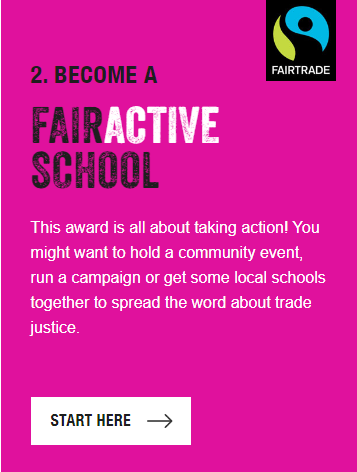 FAIRTRADE
2. BECOME A
FAIRACTIVE
SCHOOL
This award is all about taking action! You
might want to hold a community event,
run a campaign or get some local schools
together to spread the word about trade
justice.
START HERE